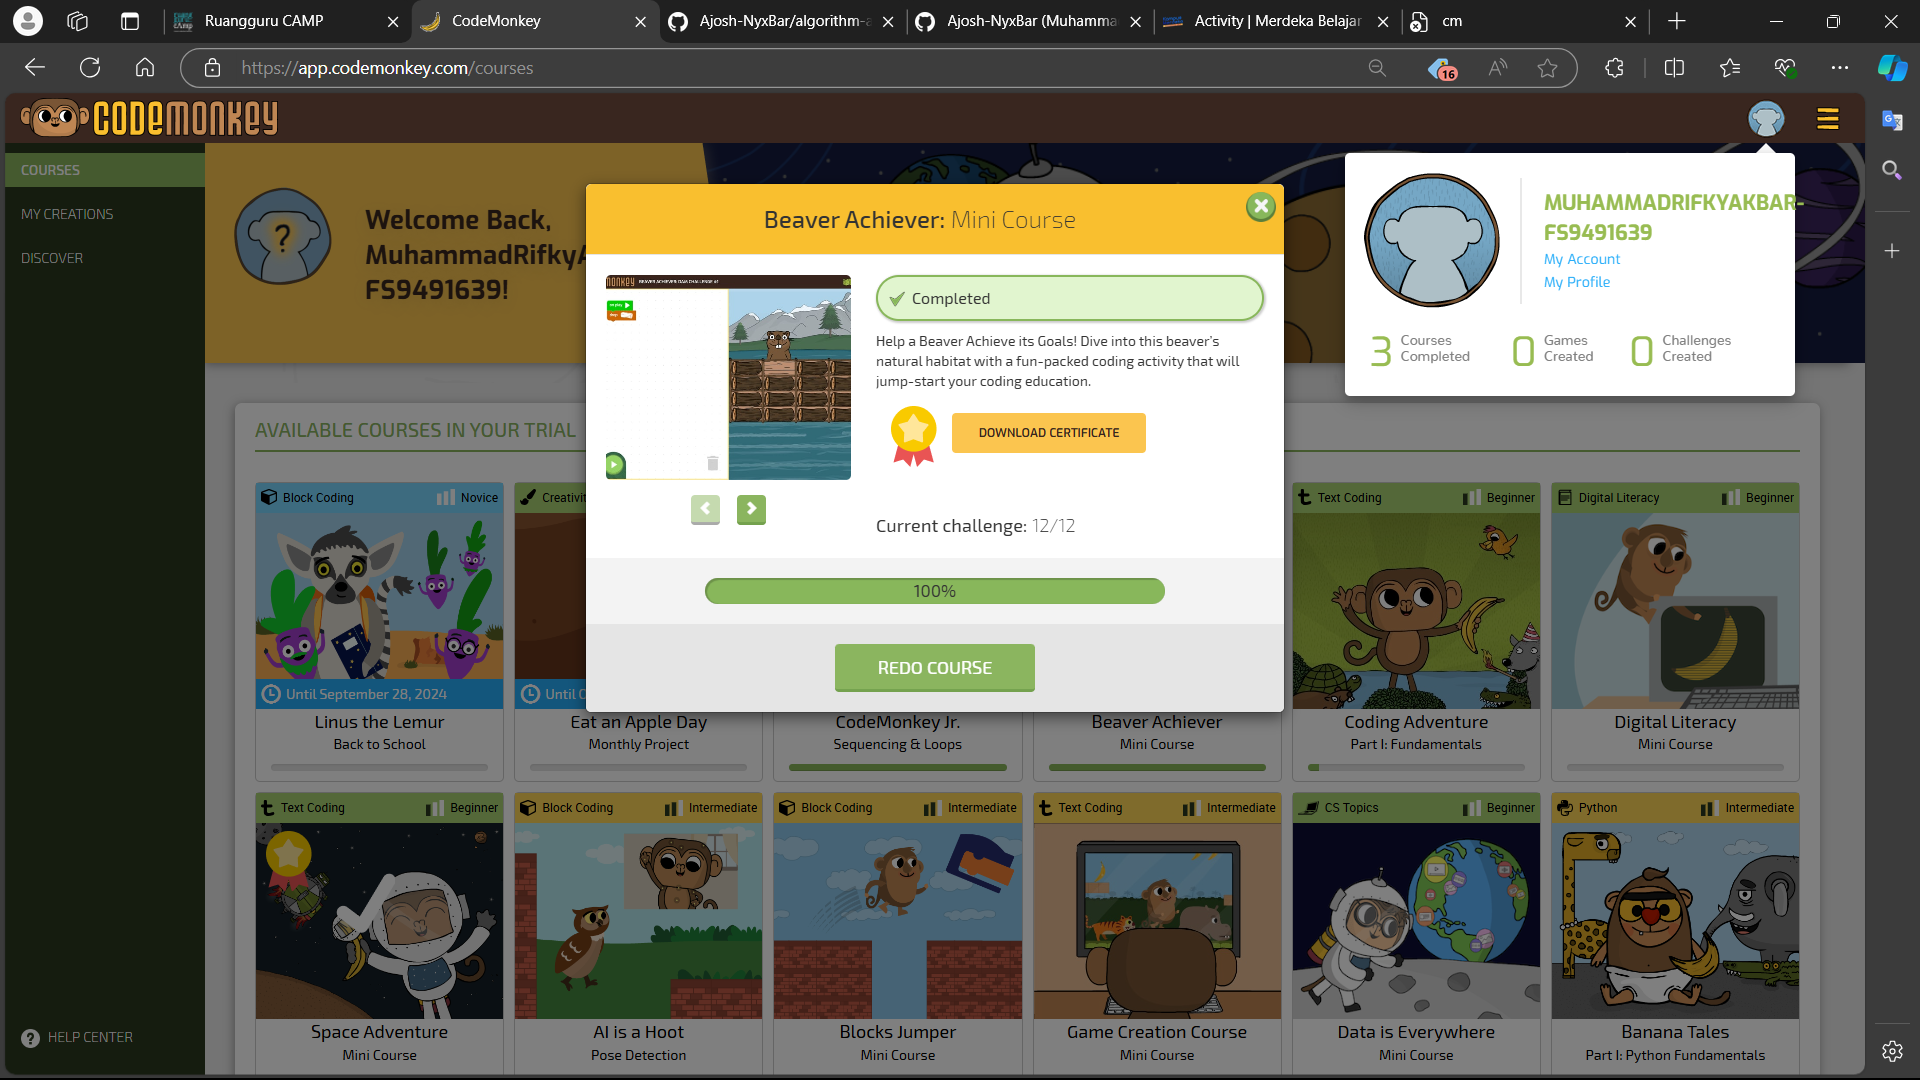 Ruangguru CAMP
CodeMonkey
Ajosh-NyxBar/algorithm-a
Ajosh-NyxBar (Muhamma
Activity | Merdeka Belajar
cm
https://app.codemonkey.com/courses
16
CODEMONKEY
COURSES
MY CREATIONS
DISCOVER
HELP CENTER
Welcome Back,
MuhammadRifkyA
FS9491639!
MUHAMMADRIFKYAKBAR-
FS9491639
My Account
My Profile
3 Courses Completed
0 Games Created
0 Challenges Created
Beaver Achiever: Mini Course
Completed
Help a Beaver Achieve its Goals! Dive into this beaver's
natural habitat with a fun-packed coding activity that will
jump-start your coding education.
DOWNLOAD CERTIFICATE
Current challenge: 12/12
100%
REDO COURSE
AVAILABLE COURSES IN YOUR TRIAL
Block Coding Novice
Until September 28, 2024
Linus the Lemur
Back to School
Creativit
Until O
Eat an Apple Day
Monthly Project
CodeMonkey Jr.
Sequencing & Loops
Beaver Achiever
Mini Course
Text Coding Beginner
Coding Adventure
Part I: Fundamentals
Digital Literacy Beginner
Digital Literacy
Mini Course
Text Coding Beginner
Space Adventure
Mini Course
Block Coding Intermediate
AI is a Hoot
Pose Detection
Block Coding Intermediate
Blocks Jumper
Mini Course
Text Coding Intermediate
Game Creation Course
Mini Course
CS Topics Beginner
Data is Everywhere
Mini Course
Python Intermediate
Banana Tales
Part I: Python Fundamentals